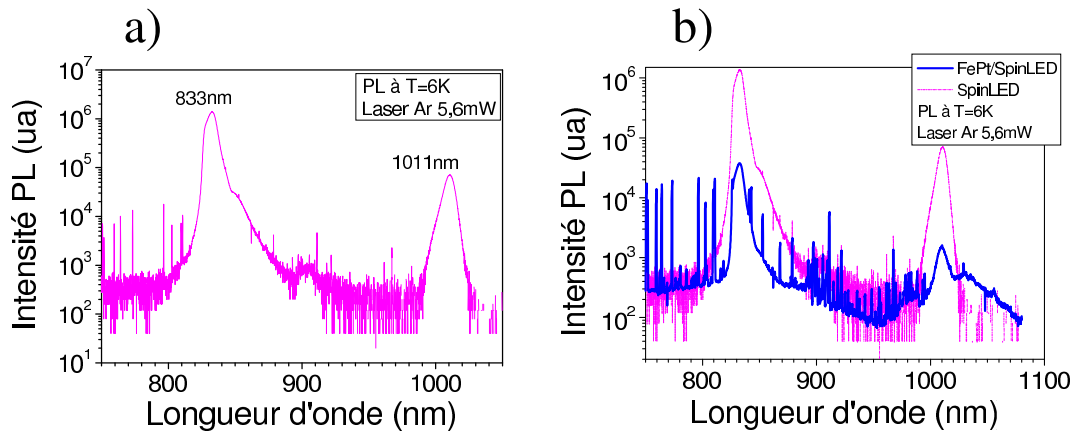 a)
10^7
10^6
10^5
10^4
10^3
10^2
10^1
Intensité PL (ua)
833nm
1011nm
PL à T=6K
Laser Ar 5,6mW
800
900
1000
Longueur d'onde (nm)
b)
10^6
10^5
10^4
10^3
10^2
Intensité PL (ua)
FePt/SpinLED
SpinLED
PL à T=6K
Laser Ar 5,6mW
800
900
1000
1100
Longueur d'onde (nm)